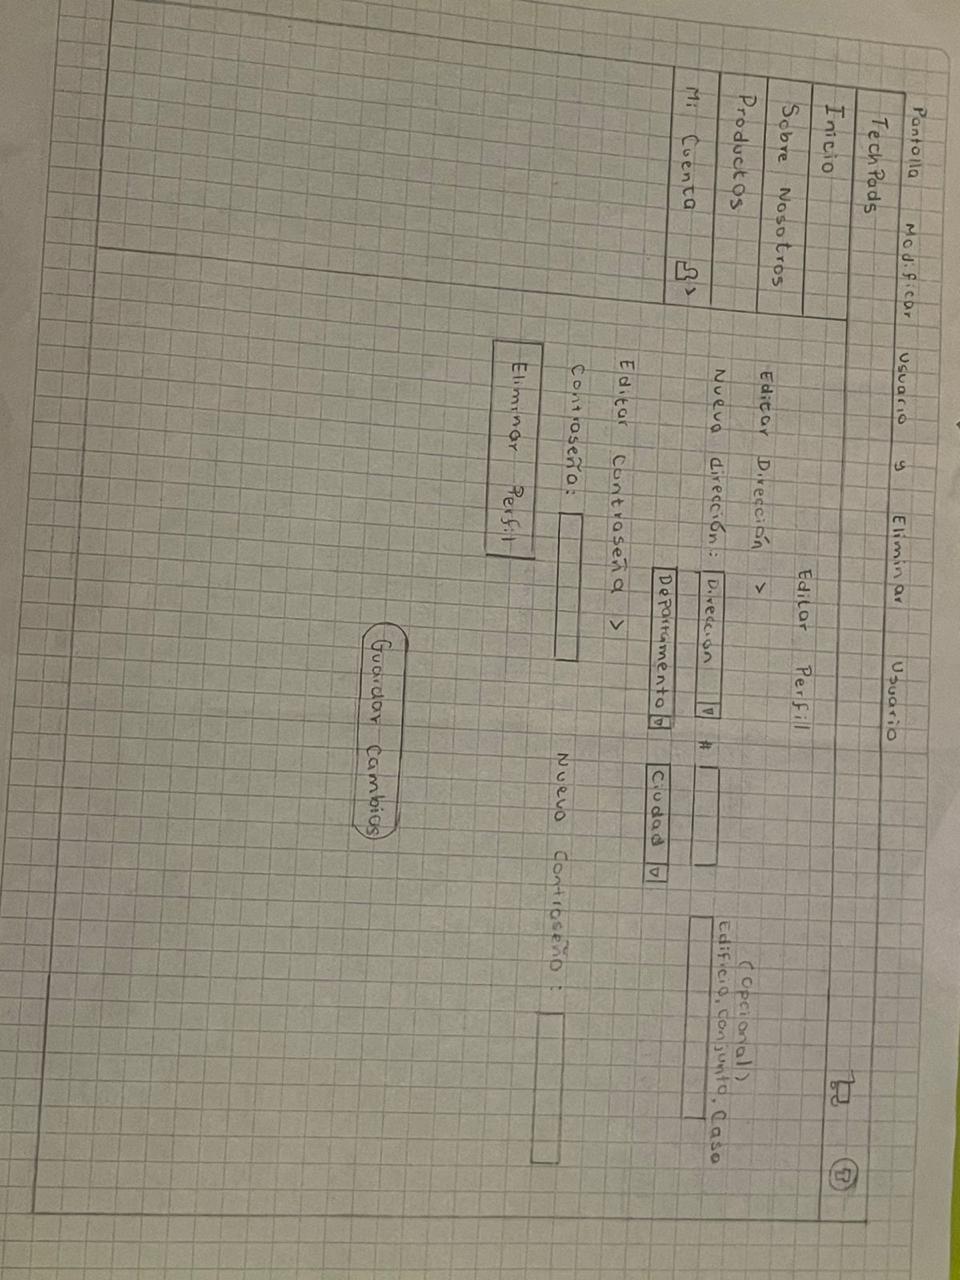 Pantalla Modificar Usuario y Eliminar Usuario
TechPads
Inicio
Sobre Nosotros
Productos
Mi Cuenta >
Editar Perfil
Editar Dirección >
(opcional)
Nueva dirección: Dirección # Edificio, conjunto, casa
Departamento Ciudad
Editar contraseña >
Contraseña: Nueva Contraseña:
Eliminar Perfil
Guardar cambios